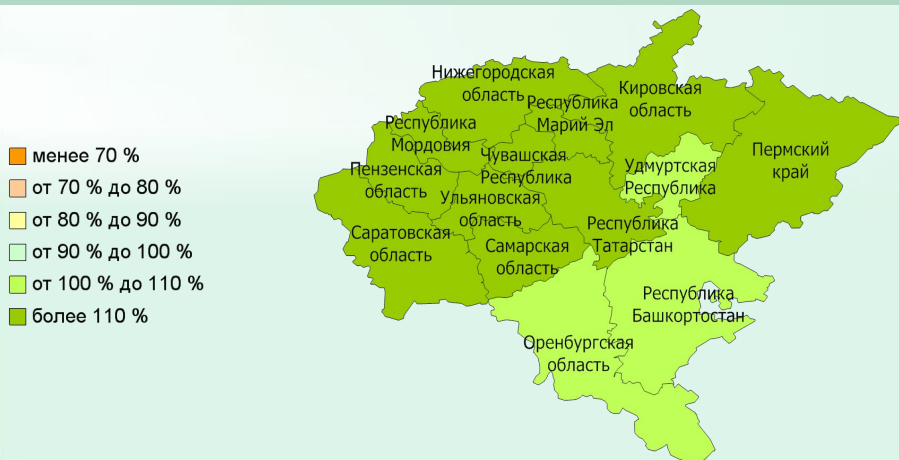 менее 70 %
от 70 % до 80 %
от 80 % до 90 %
от 90 % до 100 %
от 100 % до 110 %
более 110 %
Нижегородская
область
Республика
Марий Эл
Кировская
область
Республика
Мордовия
Чувашская
Республика
Удмуртская
Республика
Пермский
край
Пензенская
область
Ульяновская
область
Саратовская
область
Самарская
область
Республика
Татарстан
Республика
Башкортостан
Оренбургская
область